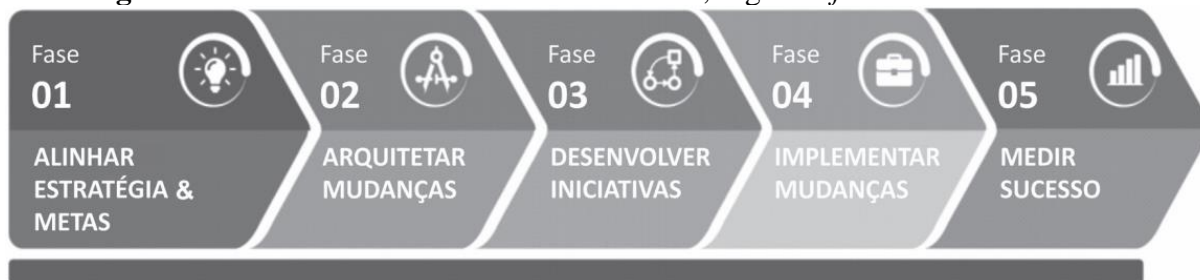 Fase
01
ALINHAR
ESTRATÉGIA &
METAS
Fase
02
ARQUITETAR
MUDANÇAS
Fase
03
DESENVOLVER
INICIATIVAS
Fase
04
IMPLEMENTAR
MUDANÇAS
Fase
05
MEDIR
SUCESSO